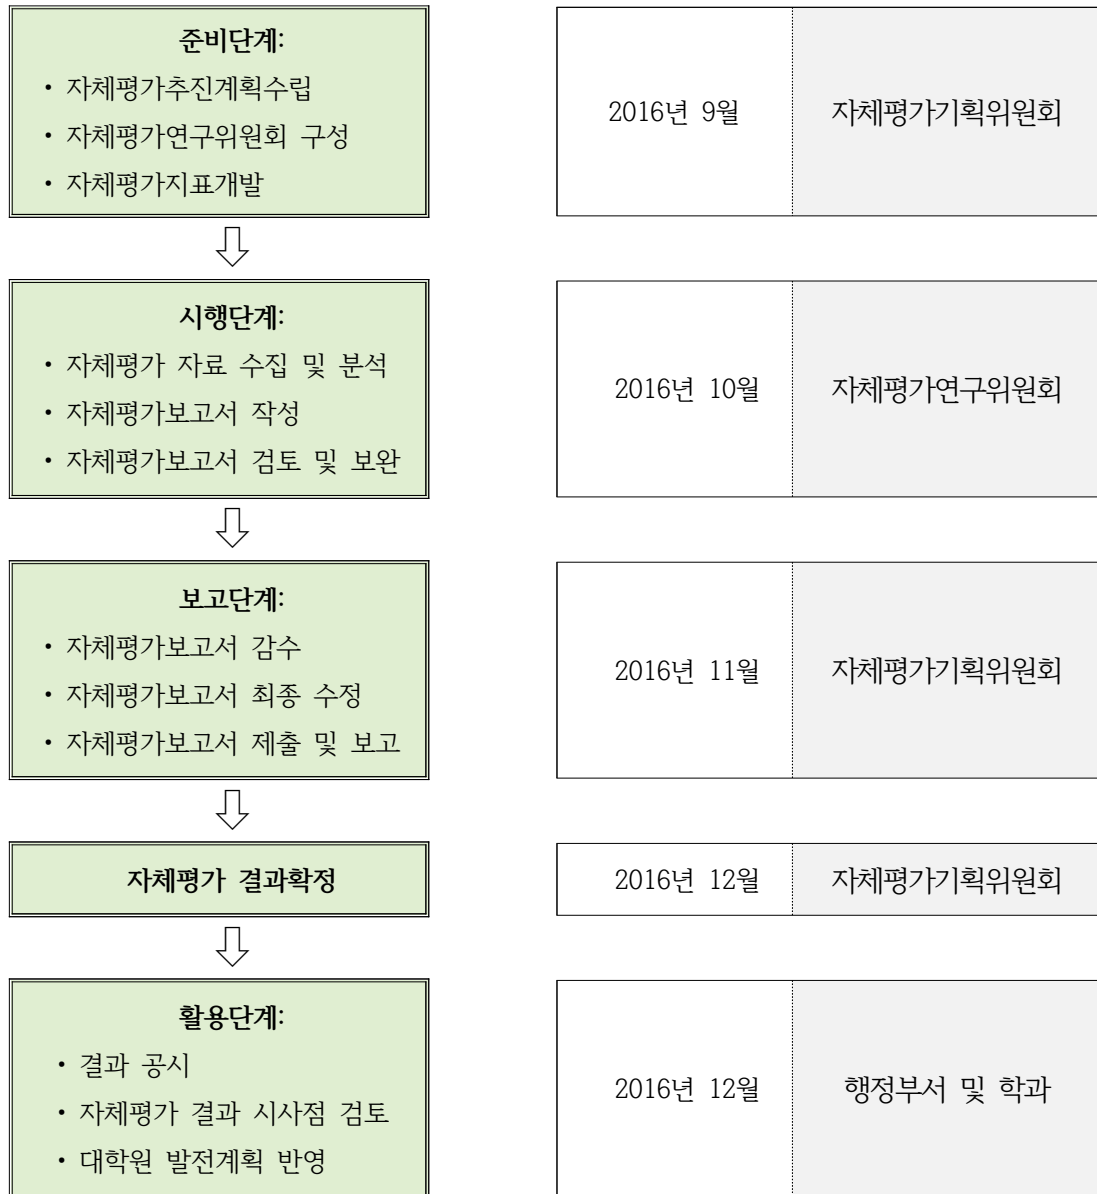 준비단계:
• 자체평가추진계획수립
• 자체평가연구위원회 구성
• 자체평가지표개발
2016년 9월 자체평가기획위원회
시행단계:
• 자체평가 자료 수집 및 분석
• 자체평가보고서 작성
• 자체평가보고서 검토 및 보완
2016년 10월 자체평가연구위원회
보고단계:
• 자체평가보고서 감수
• 자체평가보고서 최종 수정
• 자체평가보고서 제출 및 보고
2016년 11월 자체평가기획위원회
자체평가 결과확정
2016년 12월 자체평가기획위원회
활용단계:
• 결과 공시
• 자체평가 결과 시사점 검토
• 대학원 발전계획 반영
2016년 12월 행정부서 및 학과